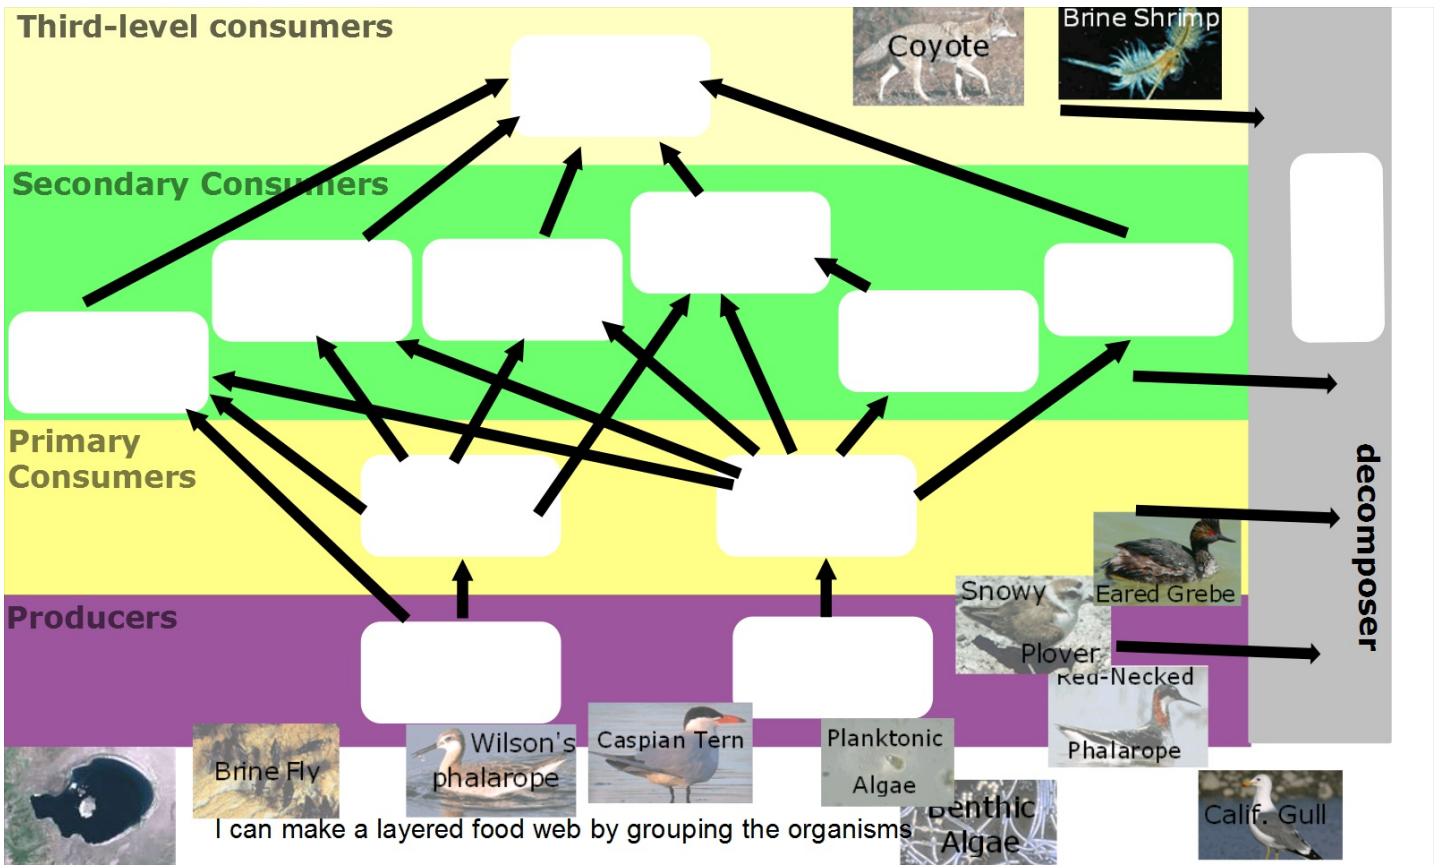 Third-level consumers
Coyote
Brine Shrimp
Secondary Consumers
Primary
Consumers
decomposer
Eared Grebe
Snowy
Plover
Producers
Red-Necked
Phalarope
Brine Fly
Wilson's
phalarope
Caspian Tern
Planktonic
Algae
Benthic
Algae
Calif. Gull
I can make a layered food web by grouping the organisms